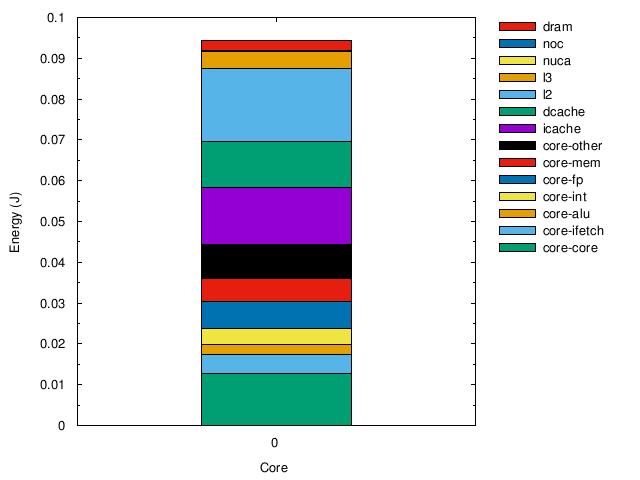 0.1
0.09
0.08
0.07
0.06
0.05
0.04
0.03
0.02
0.01
0
Energy (J)
0
Core
dram
noc
nuca
l3
l2
dcache
icache
core-other
core-mem
core-fp
core-int
core-alu
core-ifetch
core-core